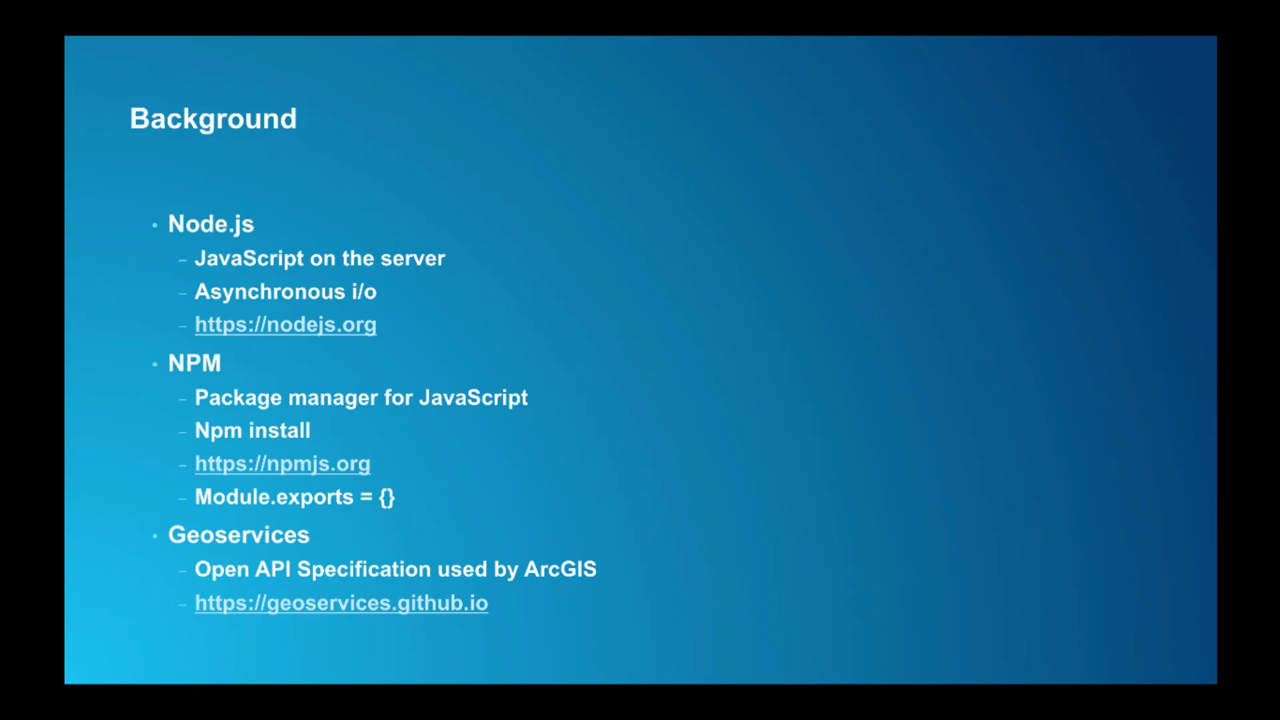 Background
• Node.js
– JavaScript on the server
– Asynchronous i/o
– https://nodejs.org
• NPM
– Package manager for JavaScript
– Npm install
– https://npmjs.org
– Module.exports = {}
• Geoservices
– Open API Specification used by ArcGIS
– https://geoservices.github.io